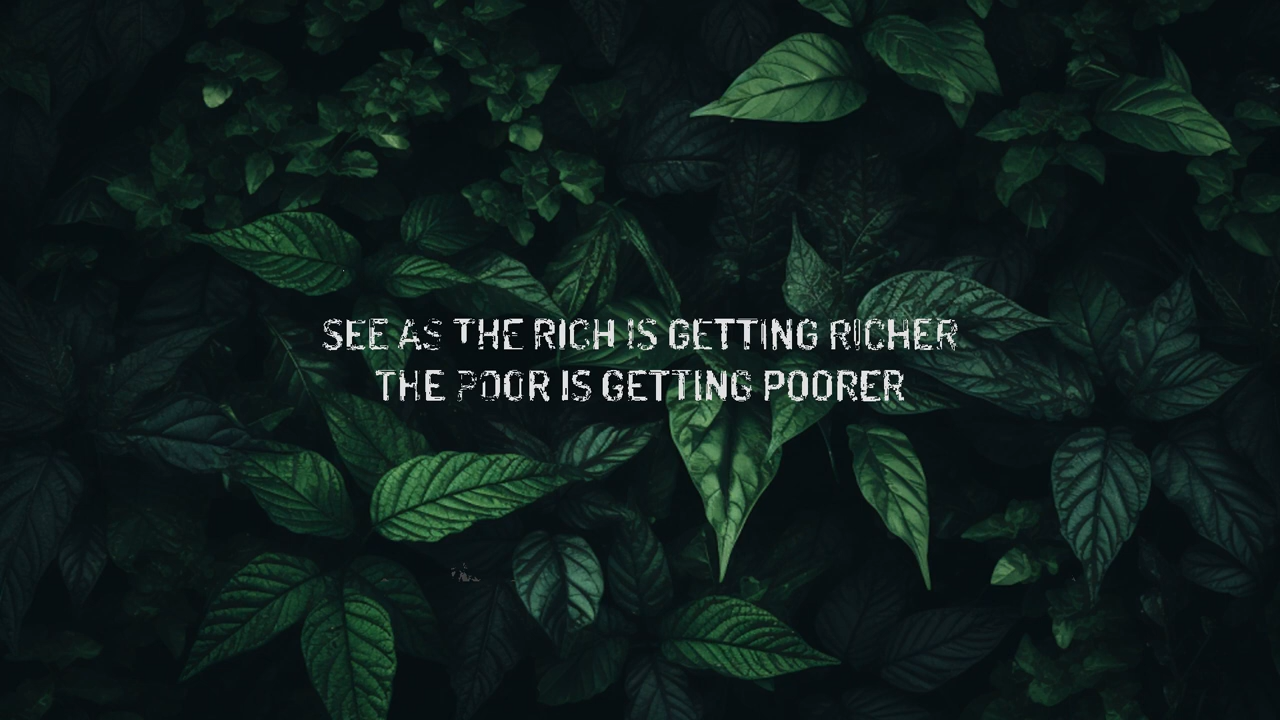 SEE AS THE RICH IS GETTING RICHER
THE POOR IS GETTING POORER